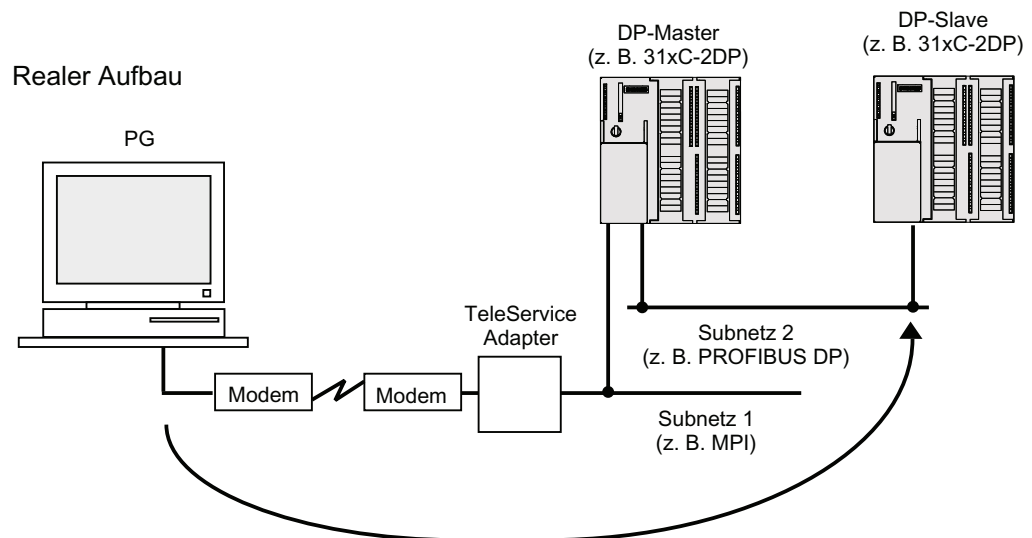 DP-Master
(z. B. 31xC-2DP)
DP-Slave
(z. B. 31xC-2DP)
Realer Aufbau
PG
TeleService
Adapter
Subnetz 2
(z. B. PROFIBUS DP)
Modem
Modem
Subnetz 1
(z. B. MPI)